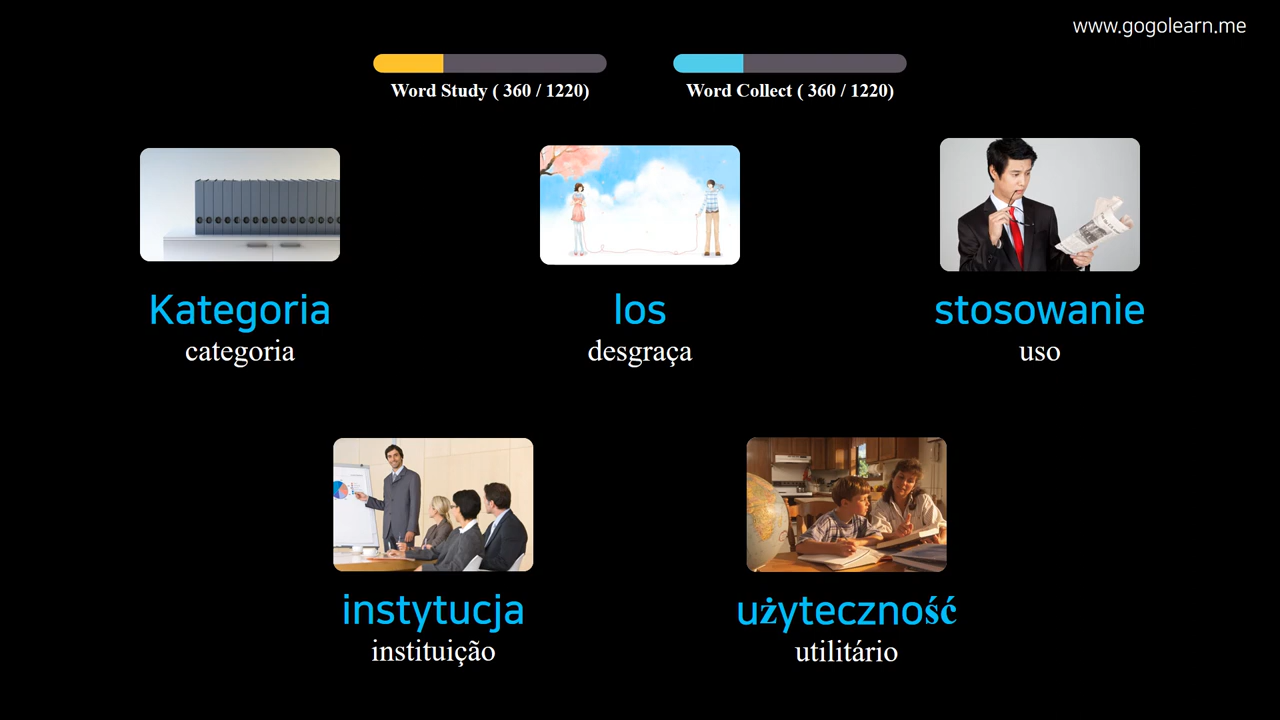 www.gogolearn.me
Word Study ( 360 / 1220)
Word Collect ( 360 / 1220)
Kategoria
categoria
los
desgraça
stosowanie
uso
instytucja
instituição
użyteczność
utilitário